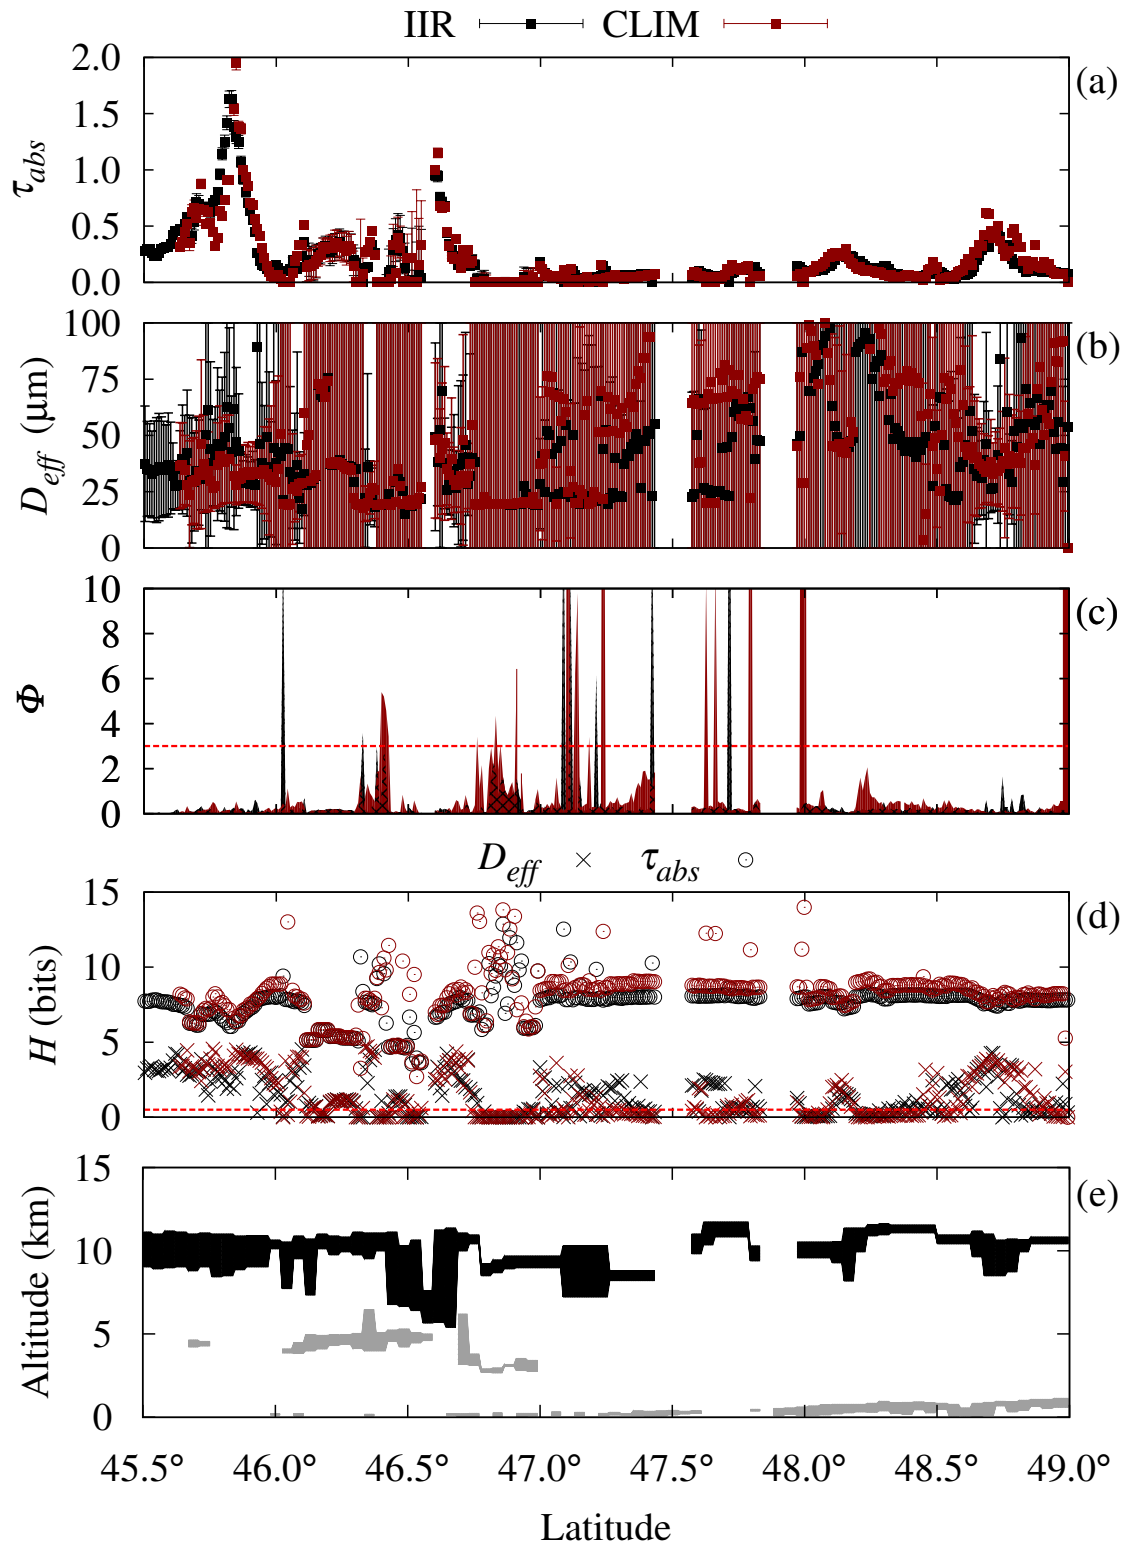 IIR CLIM
(a)
τabs
2.0
1.5
1.0
0.5
0.0
(b)
Deff (μm)
100
75
50
25
0
(c)
Φ
10
8
6
4
2
0
Deff × τabs ⊙
(d)
H (bits)
15
10
5
0
(e)
Altitude (km)
15
10
5
0
45.5° 46.0° 46.5° 47.0° 47.5° 48.0° 48.5° 49.0°
Latitude